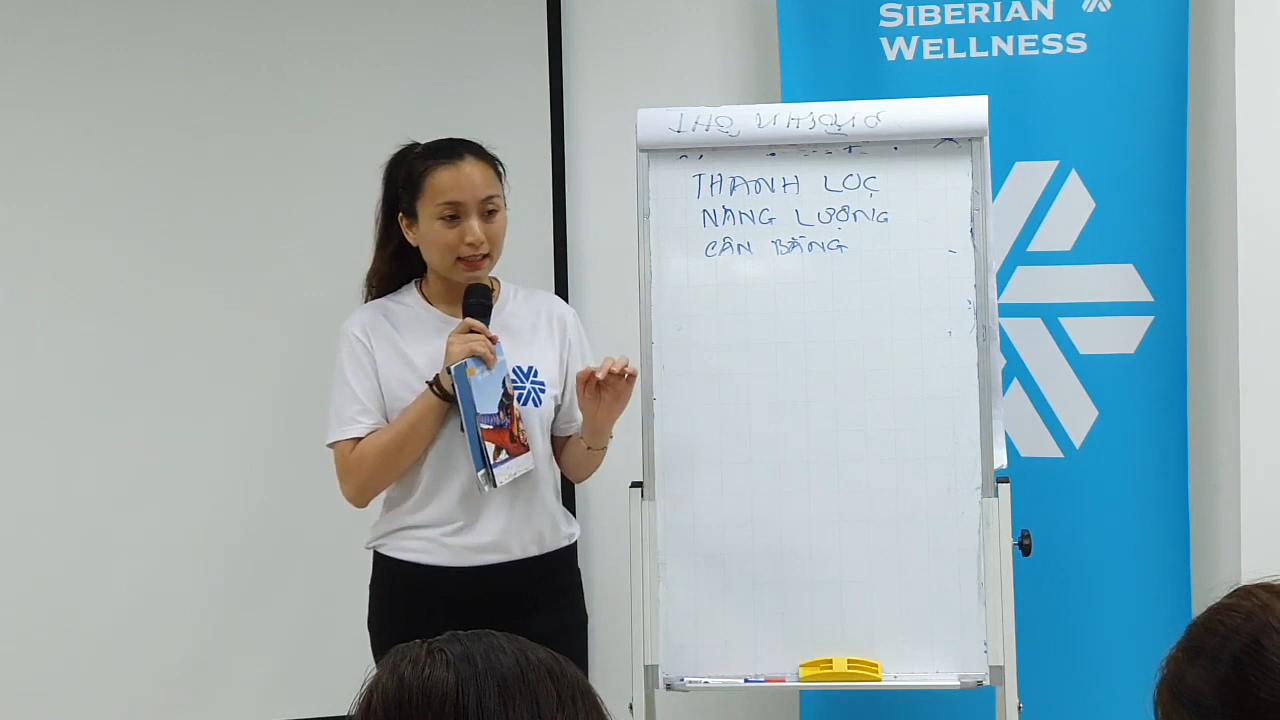 SIBERIAN
WELLNESS
THANH LỌC
NĂNG LƯỢNG
CÂN BẰNG